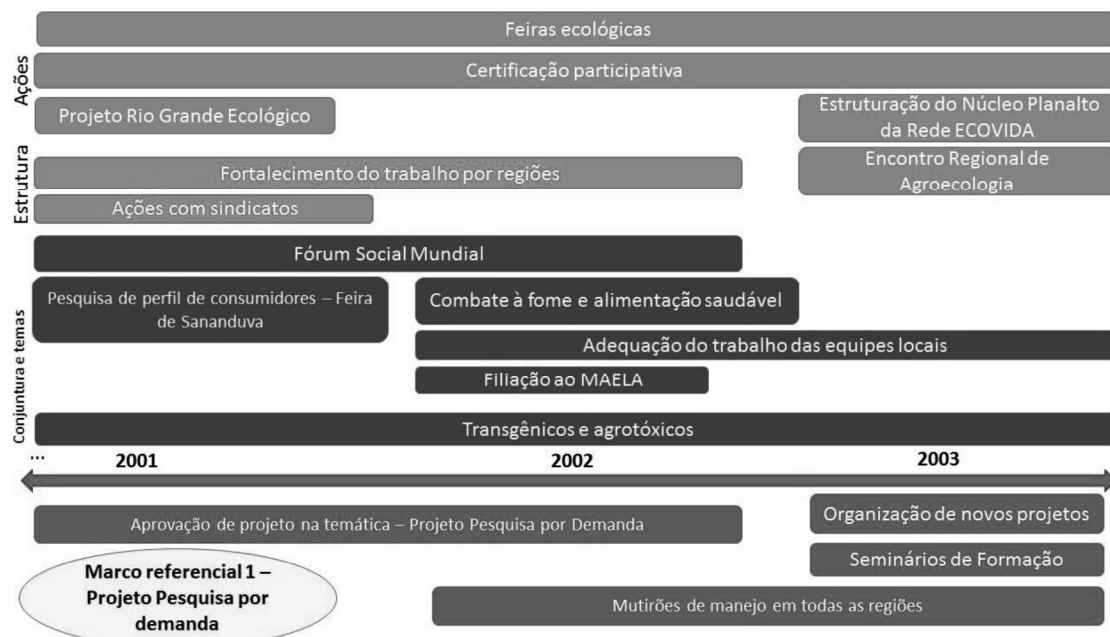 Ações
Feiras ecológicas
Certificação participativa
Projeto Rio Grande Ecológico
Estruturação do Núcleo Planalto
da Rede ECOVIDA
Estrutura
Fortalecimento do trabalho por regiões
Encontro Regional de
Agroecologia
Ações com sindicatos
Conjuntura e temas
Fórum Social Mundial
Pesquisa de perfil de consumidores – Feira
de Sananduva
Combate à fome e alimentação saudável
Adequação do trabalho das equipes locais
Filiação ao MAELA
Transgênicos e agrotóxicos
...
2001
2002
2003
Aprovação de projeto na temática – Projeto Pesquisa por Demanda
Organização de novos projetos
Seminários de Formação
Marco referencial 1 –
Projeto Pesquisa por
demanda
Mutirões de manejo em todas as regiões